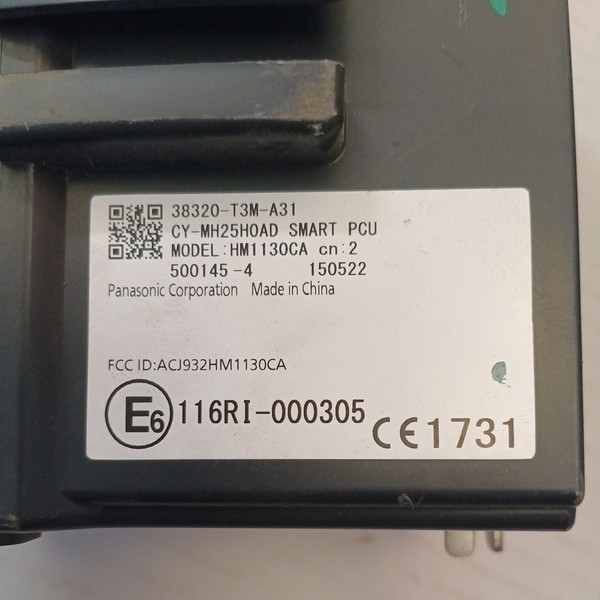 38320-T3M-A31
CY-MH25H0AD SMART PCU
MODEL:HM1130CA cn:2
500145-4 150522
Panasonic Corporation Made in China
FCC ID:ACJ932HM1130CA
E6 116RI-000305 CE1731